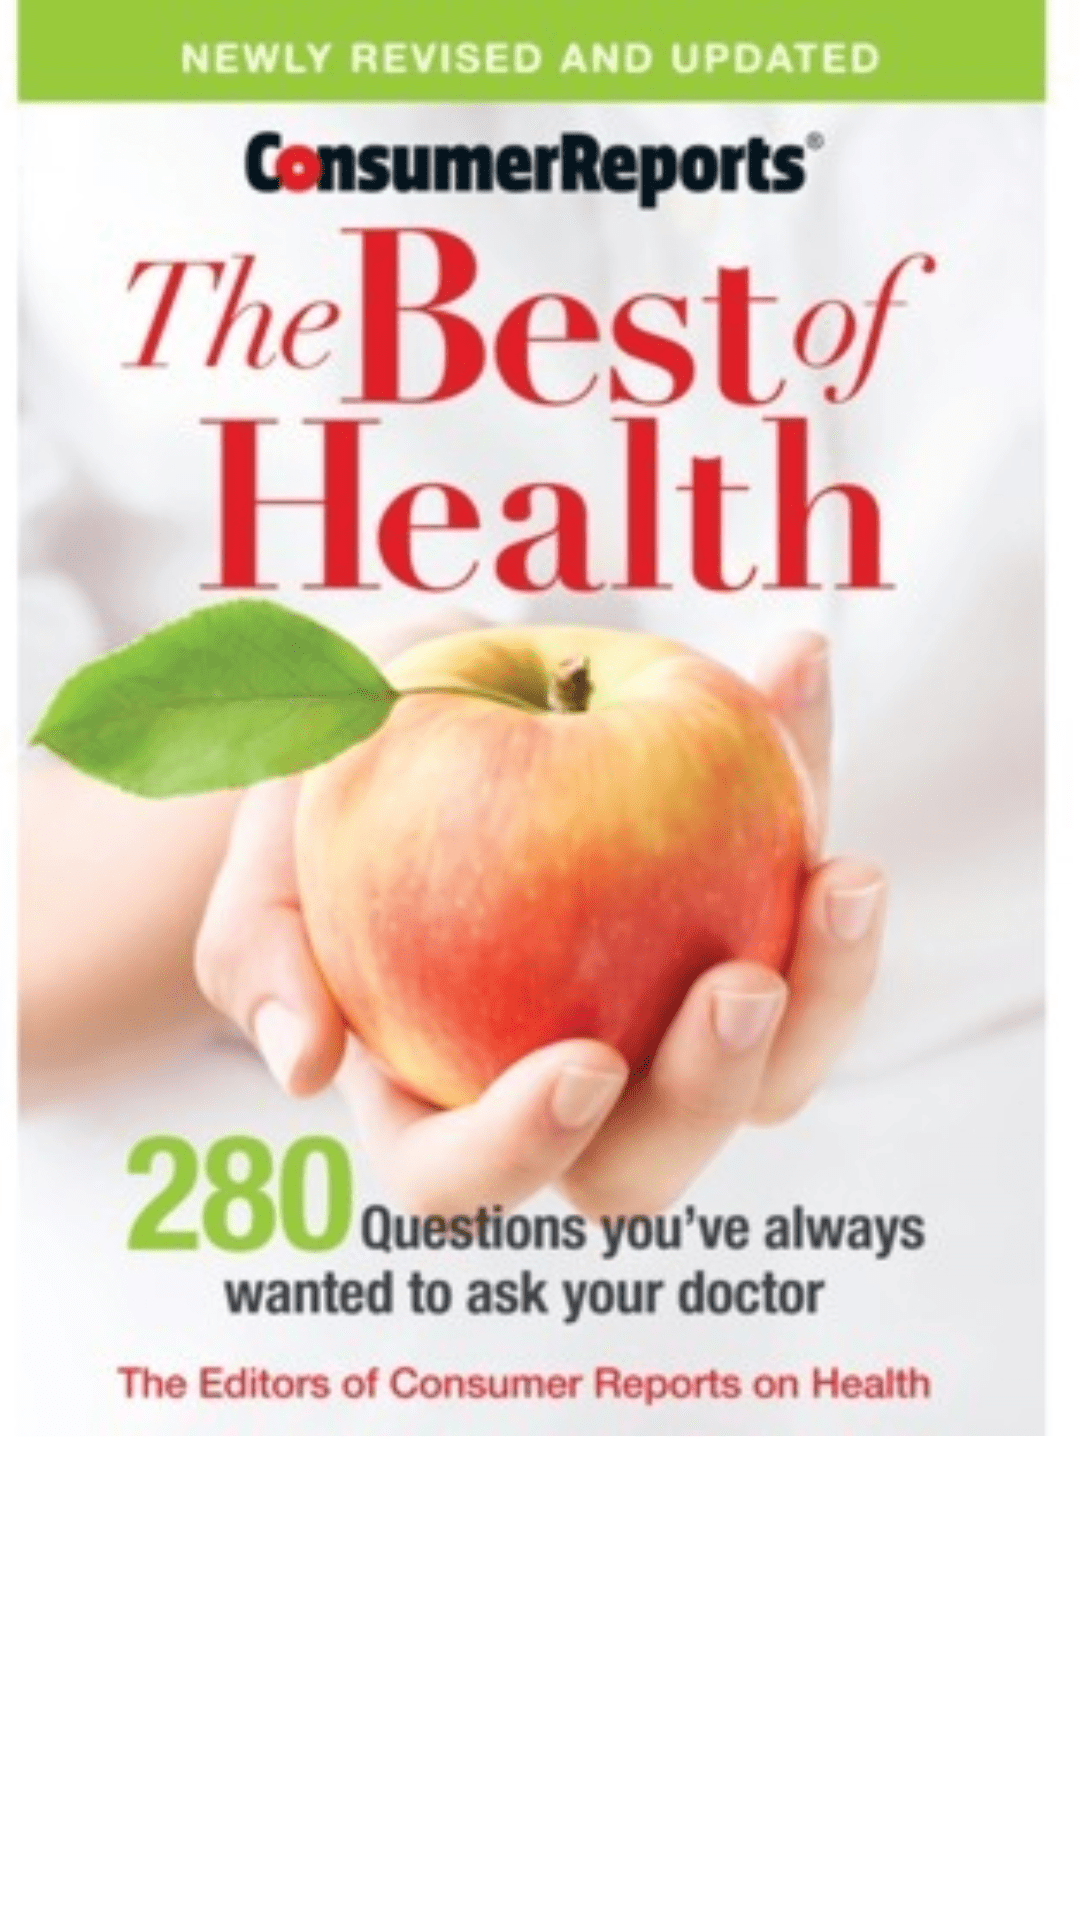 NEWLY REVISED AND UPDATED
ConsumerReports®
The Best of
Health
280 Questions you've always
wanted to ask your doctor
The Editors of Consumer Reports on Health